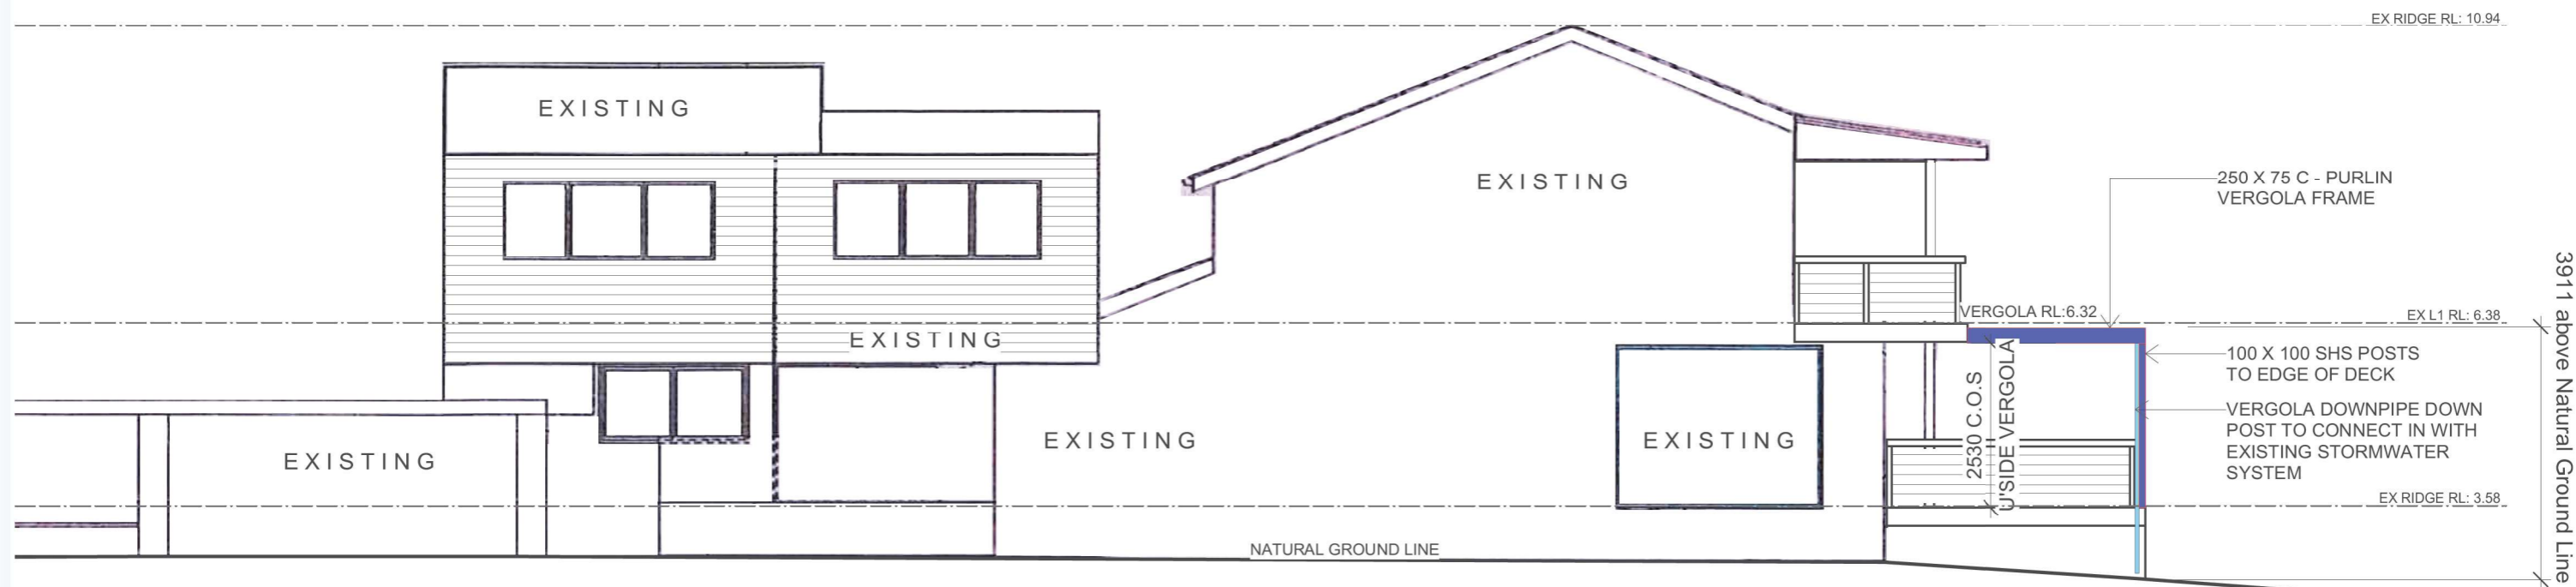 EX RIDGE RL: 10.94
EXISTING
EXISTING
250 X 75 C - PURLIN
VERGOLA FRAME
VERGOLA RL:6.32
EX L1 RL: 6.38
EXISTING
100 X 100 SHS POSTS
TO EDGE OF DECK
VERGOLA DOWNPIPE DOWN
POST TO CONNECT IN WITH
EXISTING STORMWATER
SYSTEM
2530 C.O.S
U'SIDE VERGOLA
EXISTING
EXISTING
EXISTING
EX RIDGE RL: 3.58
NATURAL GROUND LINE
3911 above Natural Ground Line